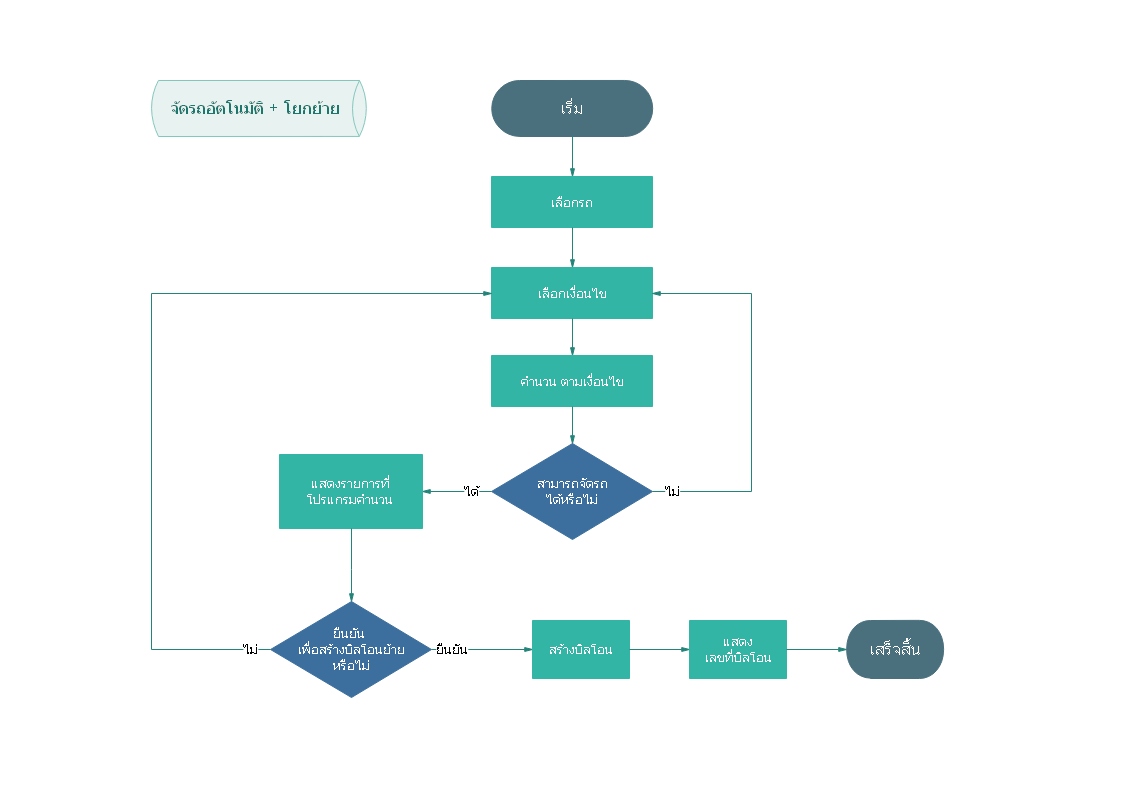 จัดรถอัตโนมัติ + โยกย้าย
เริ่ม
เลือกรถ
เลือกเงื่อนไข
คำนวน ตามเงื่อนไข
สามารถจัดรถ
ได้หรือไม่
ได้
ไม่
แสดงรายการที่
โปรแกรมคำนวน
ยืนยัน
เพื่อสร้างบิลโอนย้าย
หรือไม่
ไม่
ยืนยัน
สร้างบิลโอน
แสดง
เลขที่บิลโอน
เสร็จสิ้น